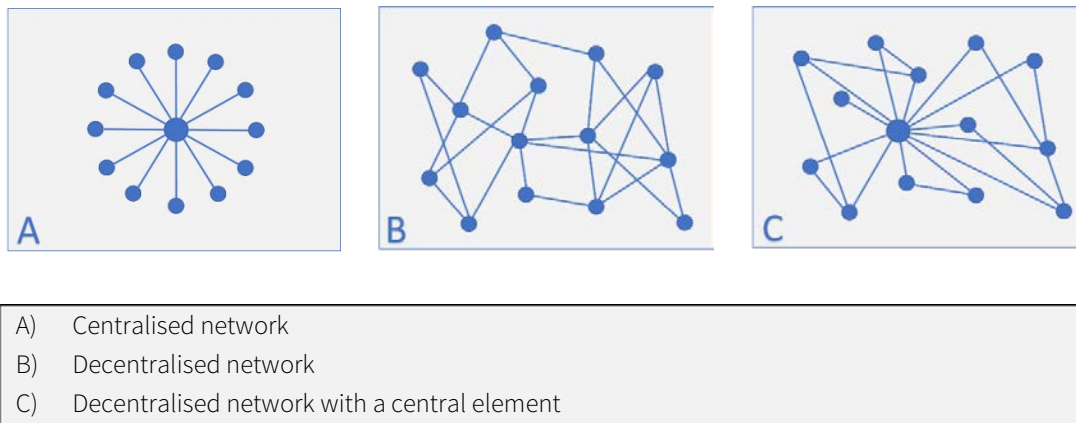 A
B
C
A) Centralised network
B) Decentralised network
C) Decentralised network with a central element